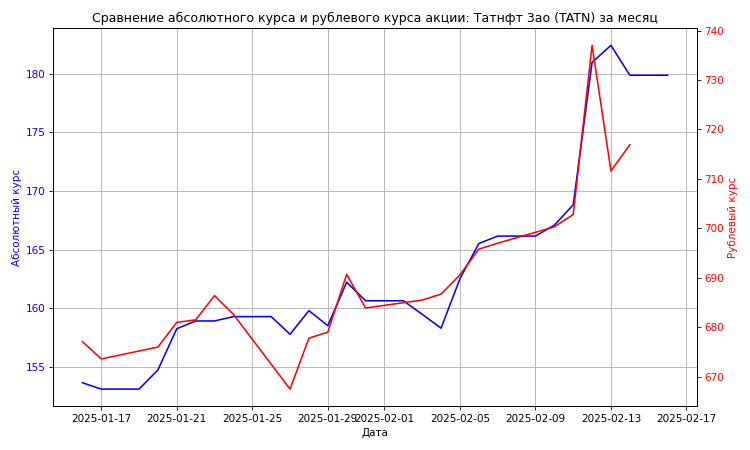 Сравнение абсолютного курса и рублевого курса акции: Татнфт 3ао (TATN) за месяц
180
175
170
165
160
155
Абсолютный курс
740
730
720
710
700
690
680
670
Рублевый курс
2025-01-17 2025-01-21 2025-01-25 2025-01-29 2025-02-01 2025-02-05 2025-02-09 2025-02-13 2025-02-17
Дата